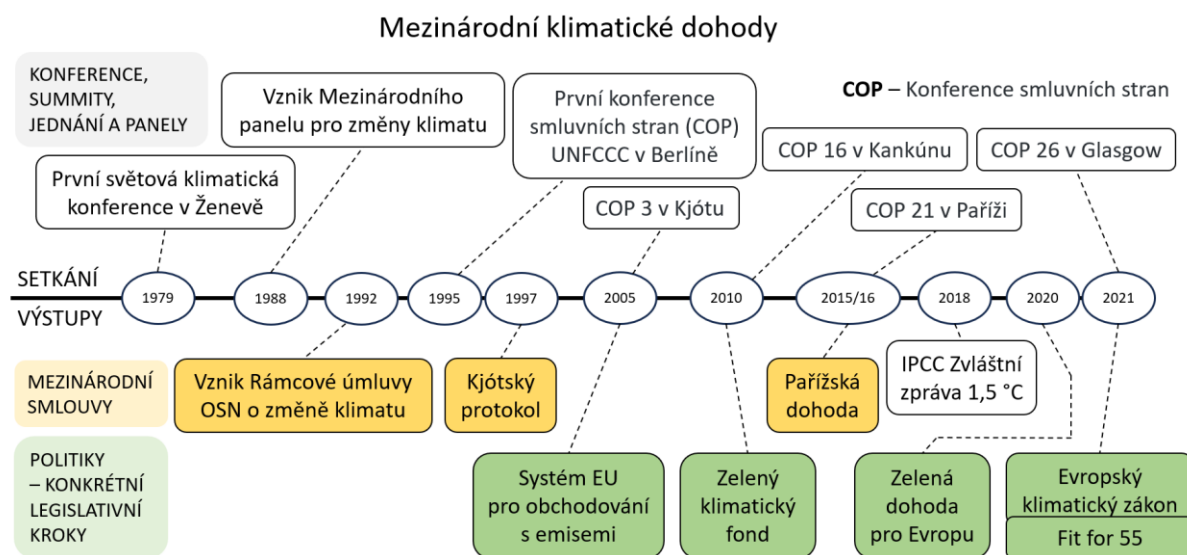 Mezinárodní klimatické dohody
KONFERENCE,
SUMMITY,
JEDNÁNÍ A PANELY
Vznik Mezinárodního
panelu pro změny klimatu
První konference
smluvních stran (COP)
UNFCCC v Berlíně
COP – Konference smluvních stran
První světová klimatická
konference v Ženevě
COP 3 v Kjótu
COP 16 v Kankúnu
COP 26 v Glasgow
COP 21 v Paříži
SETKÁNÍ
VÝSTUPY
1979
1988
1992
1995
1997
2005
2010
2015/16
2018
2020
2021
MEZINÁRODNÍ
SMLOUVY
Vznik Rámcové úmluvy
OSN o změně klimatu
Kjótský
protokol
Pařížská
dohoda
IPCC Zvláštní
zpráva 1,5 °C
POLITIKY
– KONKRÉTNÍ
LEGISLATIVNÍ
KROKY
Systém EU
pro obchodování
s emisemi
Zelený
klimatický
fond
Zelená
dohoda
pro Evropu
Evropský
klimatický zákon
Fit for 55